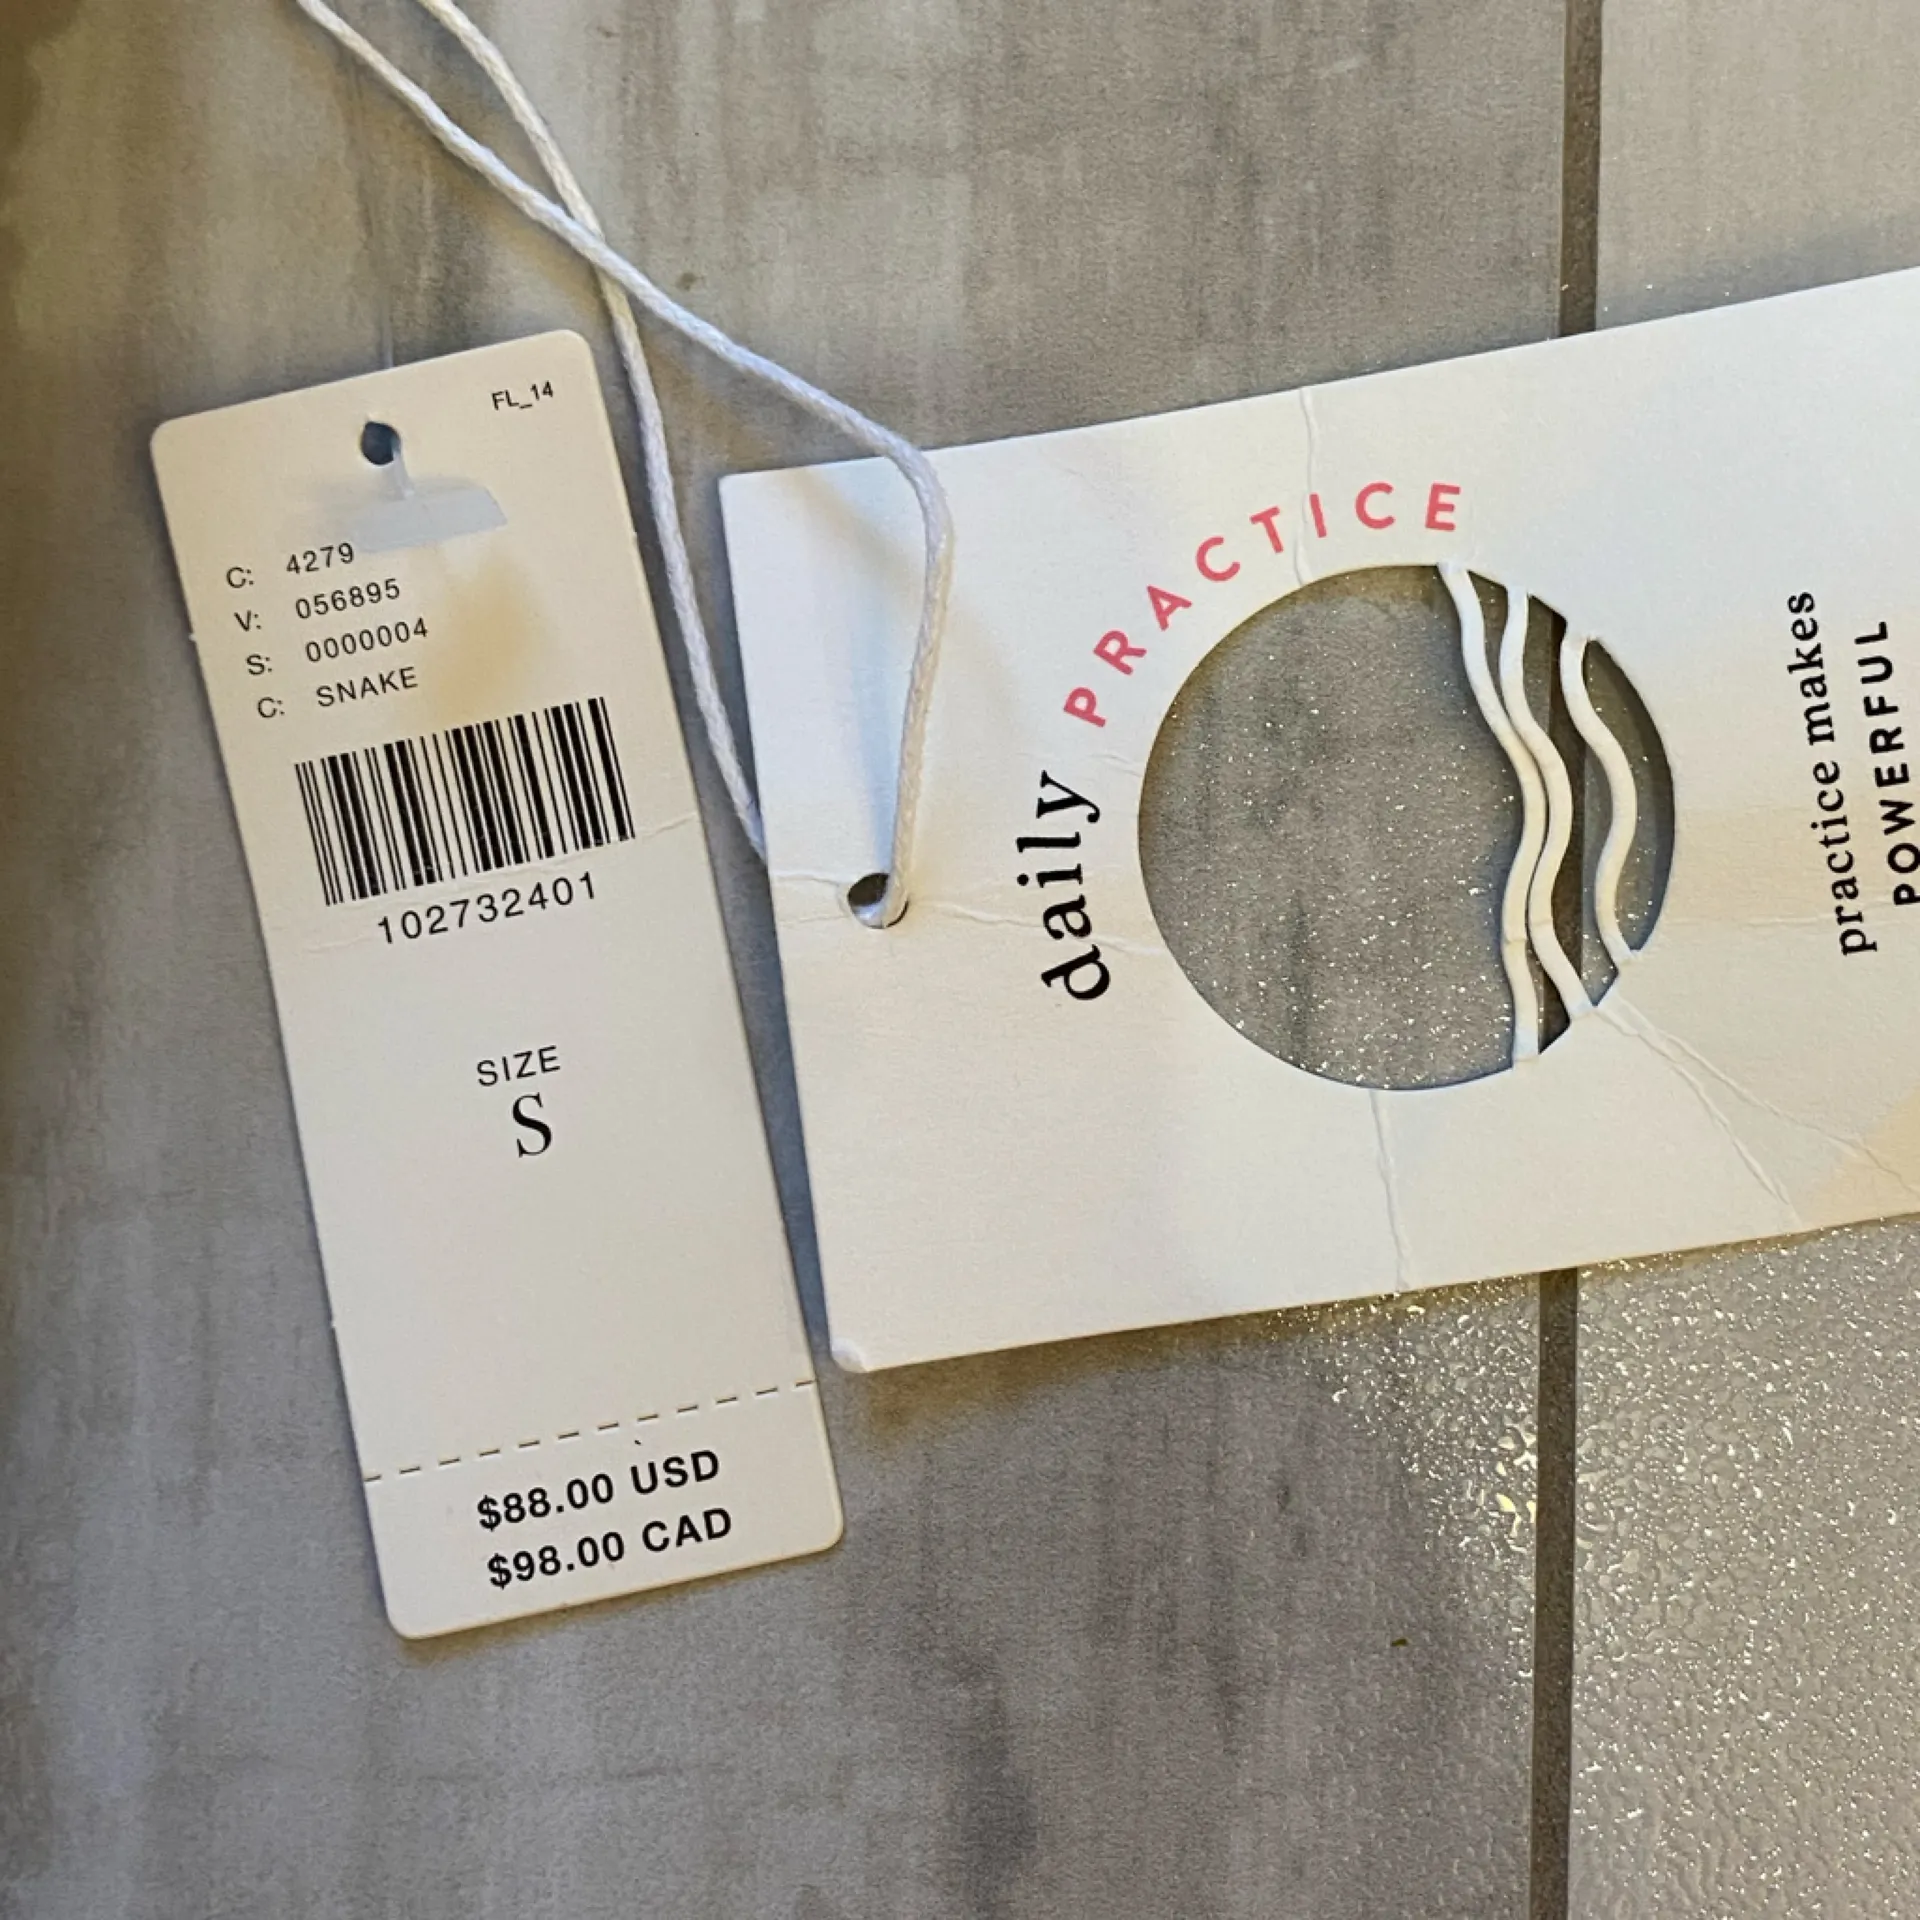 FL_14
C: 4279
V: 056895
S: 0000004
C: SNAKE
102732401
SIZE
S
$88.00 USD
$98.00 CAD
daily PRACTICE
practice makes
POWERFUL